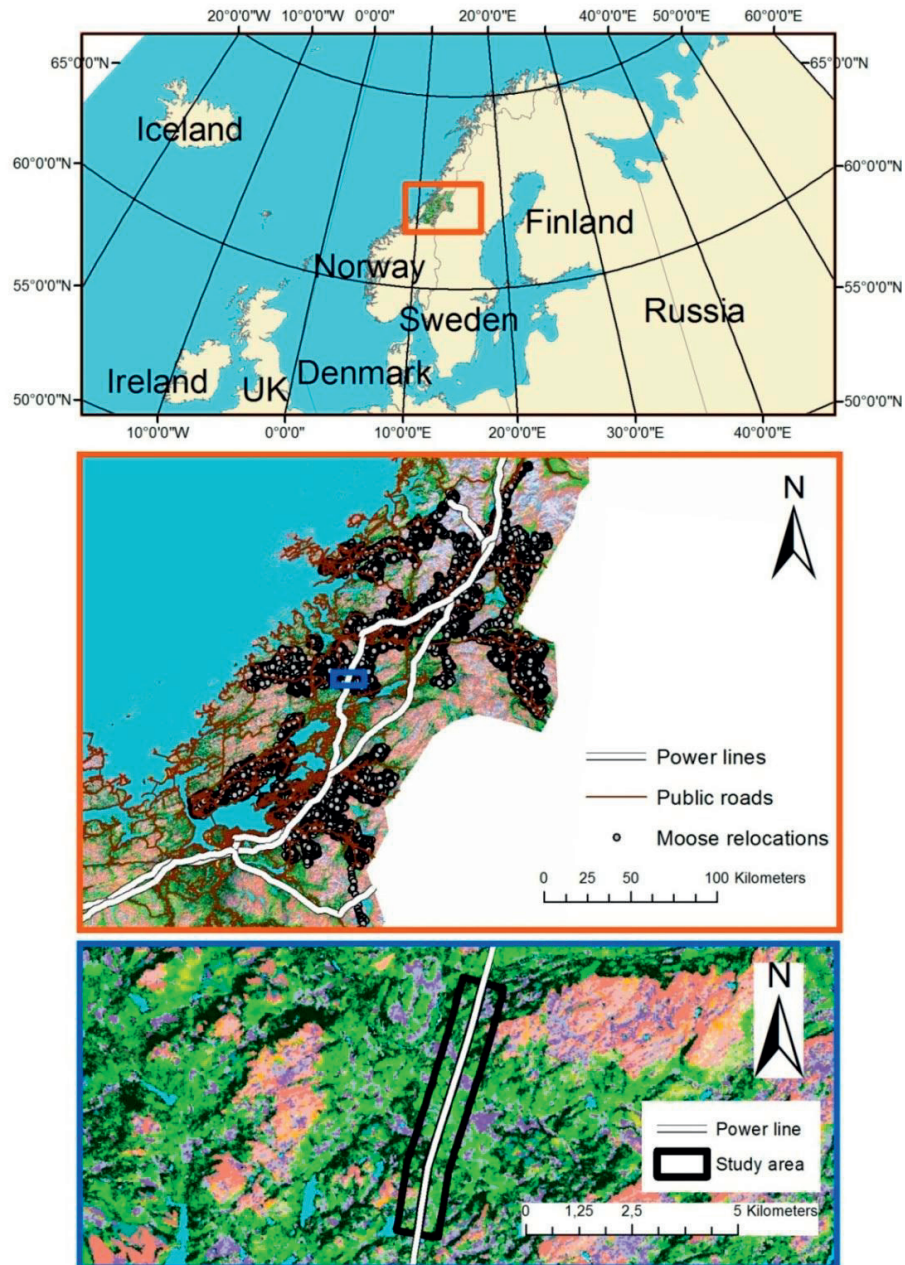 20°0'0"W 10°0'0"W 0°0'0" 20°0'0"E 40°0'0"E 50°0'0"E 60°0'0"E
65°0'0"N 65°0'0"N
Iceland
60°0'0"N 60°0'0"N
Finland
Norway
55°0'0"N 55°0'0"N
Sweden Russia
Ireland UK Denmark
50°0'0"N 50°0'0"N
10°0'0"W 0°0'0"E 10°0'0"E 20°0'0"E 30°0'0"E 40°0'0"E
N
Power lines
Public roads
Moose relocations
0 25 50 100 Kilometers
N
Power line
Study area
0 1,25 2,5 5 Kilometers